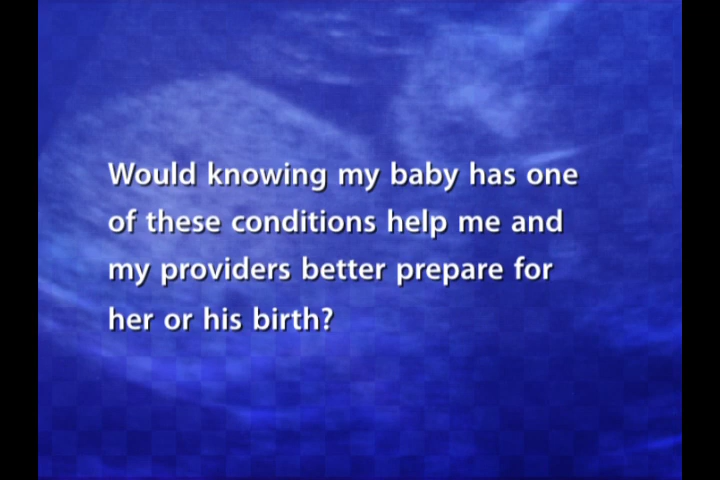 Would knowing my baby has one
of these conditions help me and
my providers better prepare for
her or his birth?